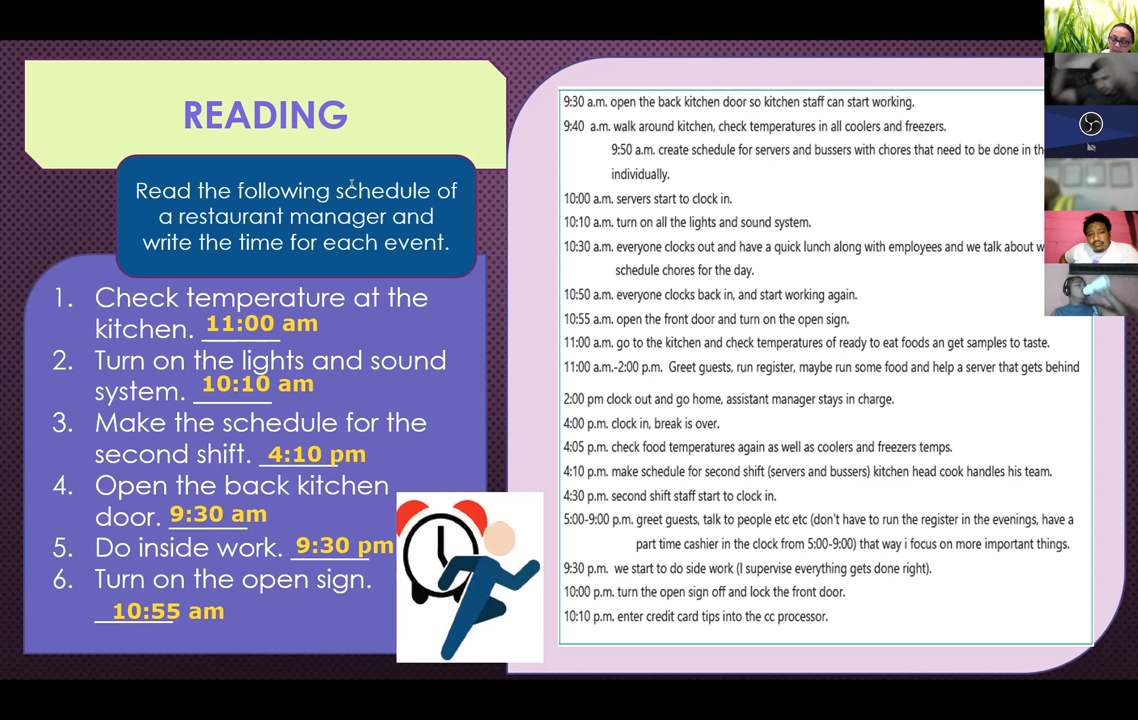 READING
Read the following schedule of
a restaurant manager and
write the time for each event.
1. Check temperature at the
kitchen. 11:00 am
2. Turn on the lights and sound
system. 10:10 am
3. Make the schedule for the
second shift. 4:10 pm
4. Open the back kitchen
door. 9:30 am
5. Do inside work. 9:30 pm
6. Turn on the open sign.
10:55 am
9:30 a.m. open the back kitchen door so kitchen staff can start working.
9:40 a.m. walk around kitchen, check temperatures in all coolers and freezers.
9:50 a.m. create schedule for servers and bussers with chores that need to be done in th
individually.
10:00 a.m. servers start to clock in.
10:10 a.m. turn on all the lights and sound system.
10:30 a.m. everyone clocks out and have a quick lunch along with employees and we talk about w
schedule chores for the day.
10:50 a.m. everyone clocks back in, and start working again.
10:55 a.m. open the front door and turn on the open sign.
11:00 a.m. go to the kitchen and check temperatures of ready to eat foods an get samples to taste.
11:00 a.m.-2:00 p.m. Greet guests, run register, maybe run some food and help a server that gets behind
2:00 pm clock out and go home, assistant manager stays in charge.
4:00 p.m. clock in, break is over.
4:05 p.m. check food temperatures again as well as coolers and freezers temps.
4:10 p.m. make schedule for second shift (servers and bussers) kitchen head cook handles his team.
4:30 p.m. second shift staff start to clock in.
5:00-9:00 p.m. greet guests, talk to people etc etc (don't have to run the register in the evenings, have a
part time cashier in the clock from 5:00-9:00) that way i focus on more important things.
9:30 p.m. we start to do side work (I supervise everything gets done right).
10:00 p.m. turn the open sign off and lock the front door.
10:10 p.m. enter credit card tips into the cc processor.